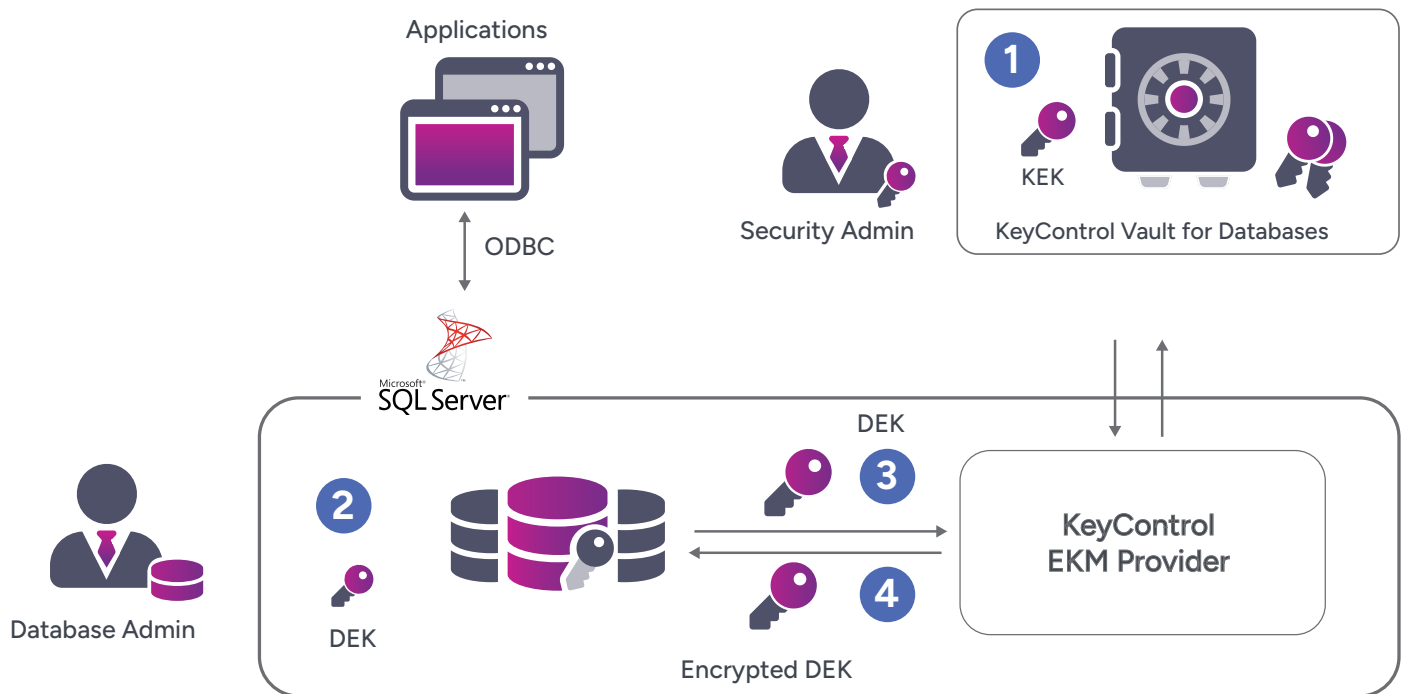 Applications
1
KEK
Security Admin
KeyControl Vault for Databases
ODBC
Microsoft®
SQL Server
DEK
3
2
KeyControl
EKM Provider
4
Database Admin
DEK
Encrypted DEK